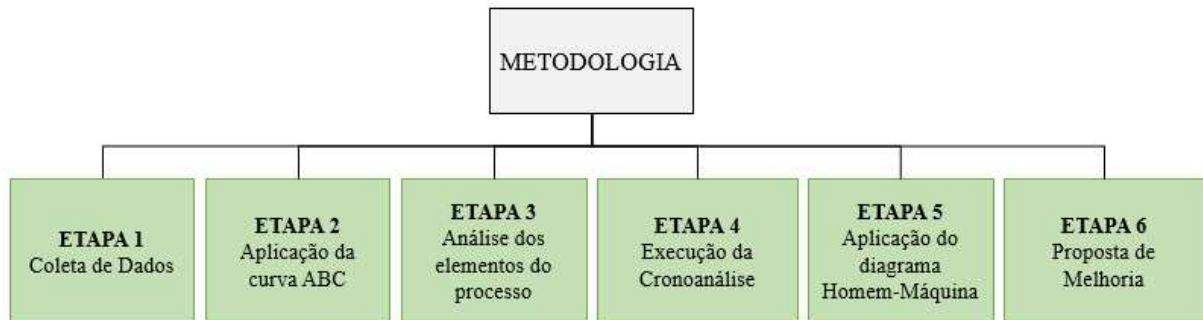 METODOLOGIA
ETAPA 1
Coleta de Dados
ETAPA 2
Aplicação da
curva ABC
ETAPA 3
Análise dos
elementos do
processo
ETAPA 4
Execução da
Cronoanálise
ETAPA 5
Aplicação do
diagrama
Homem-Máquina
ETAPA 6
Proposta de
Melhoria